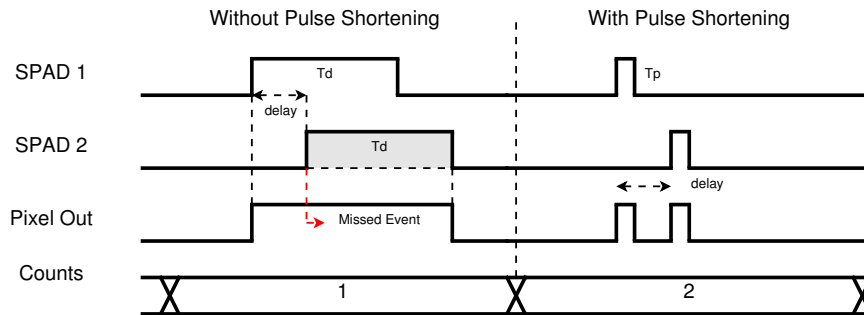 Without Pulse Shortening
With Pulse Shortening
SPAD 1
Td
Tp
delay
SPAD 2
Td
delay
Pixel Out
Missed Event
Counts
1
2